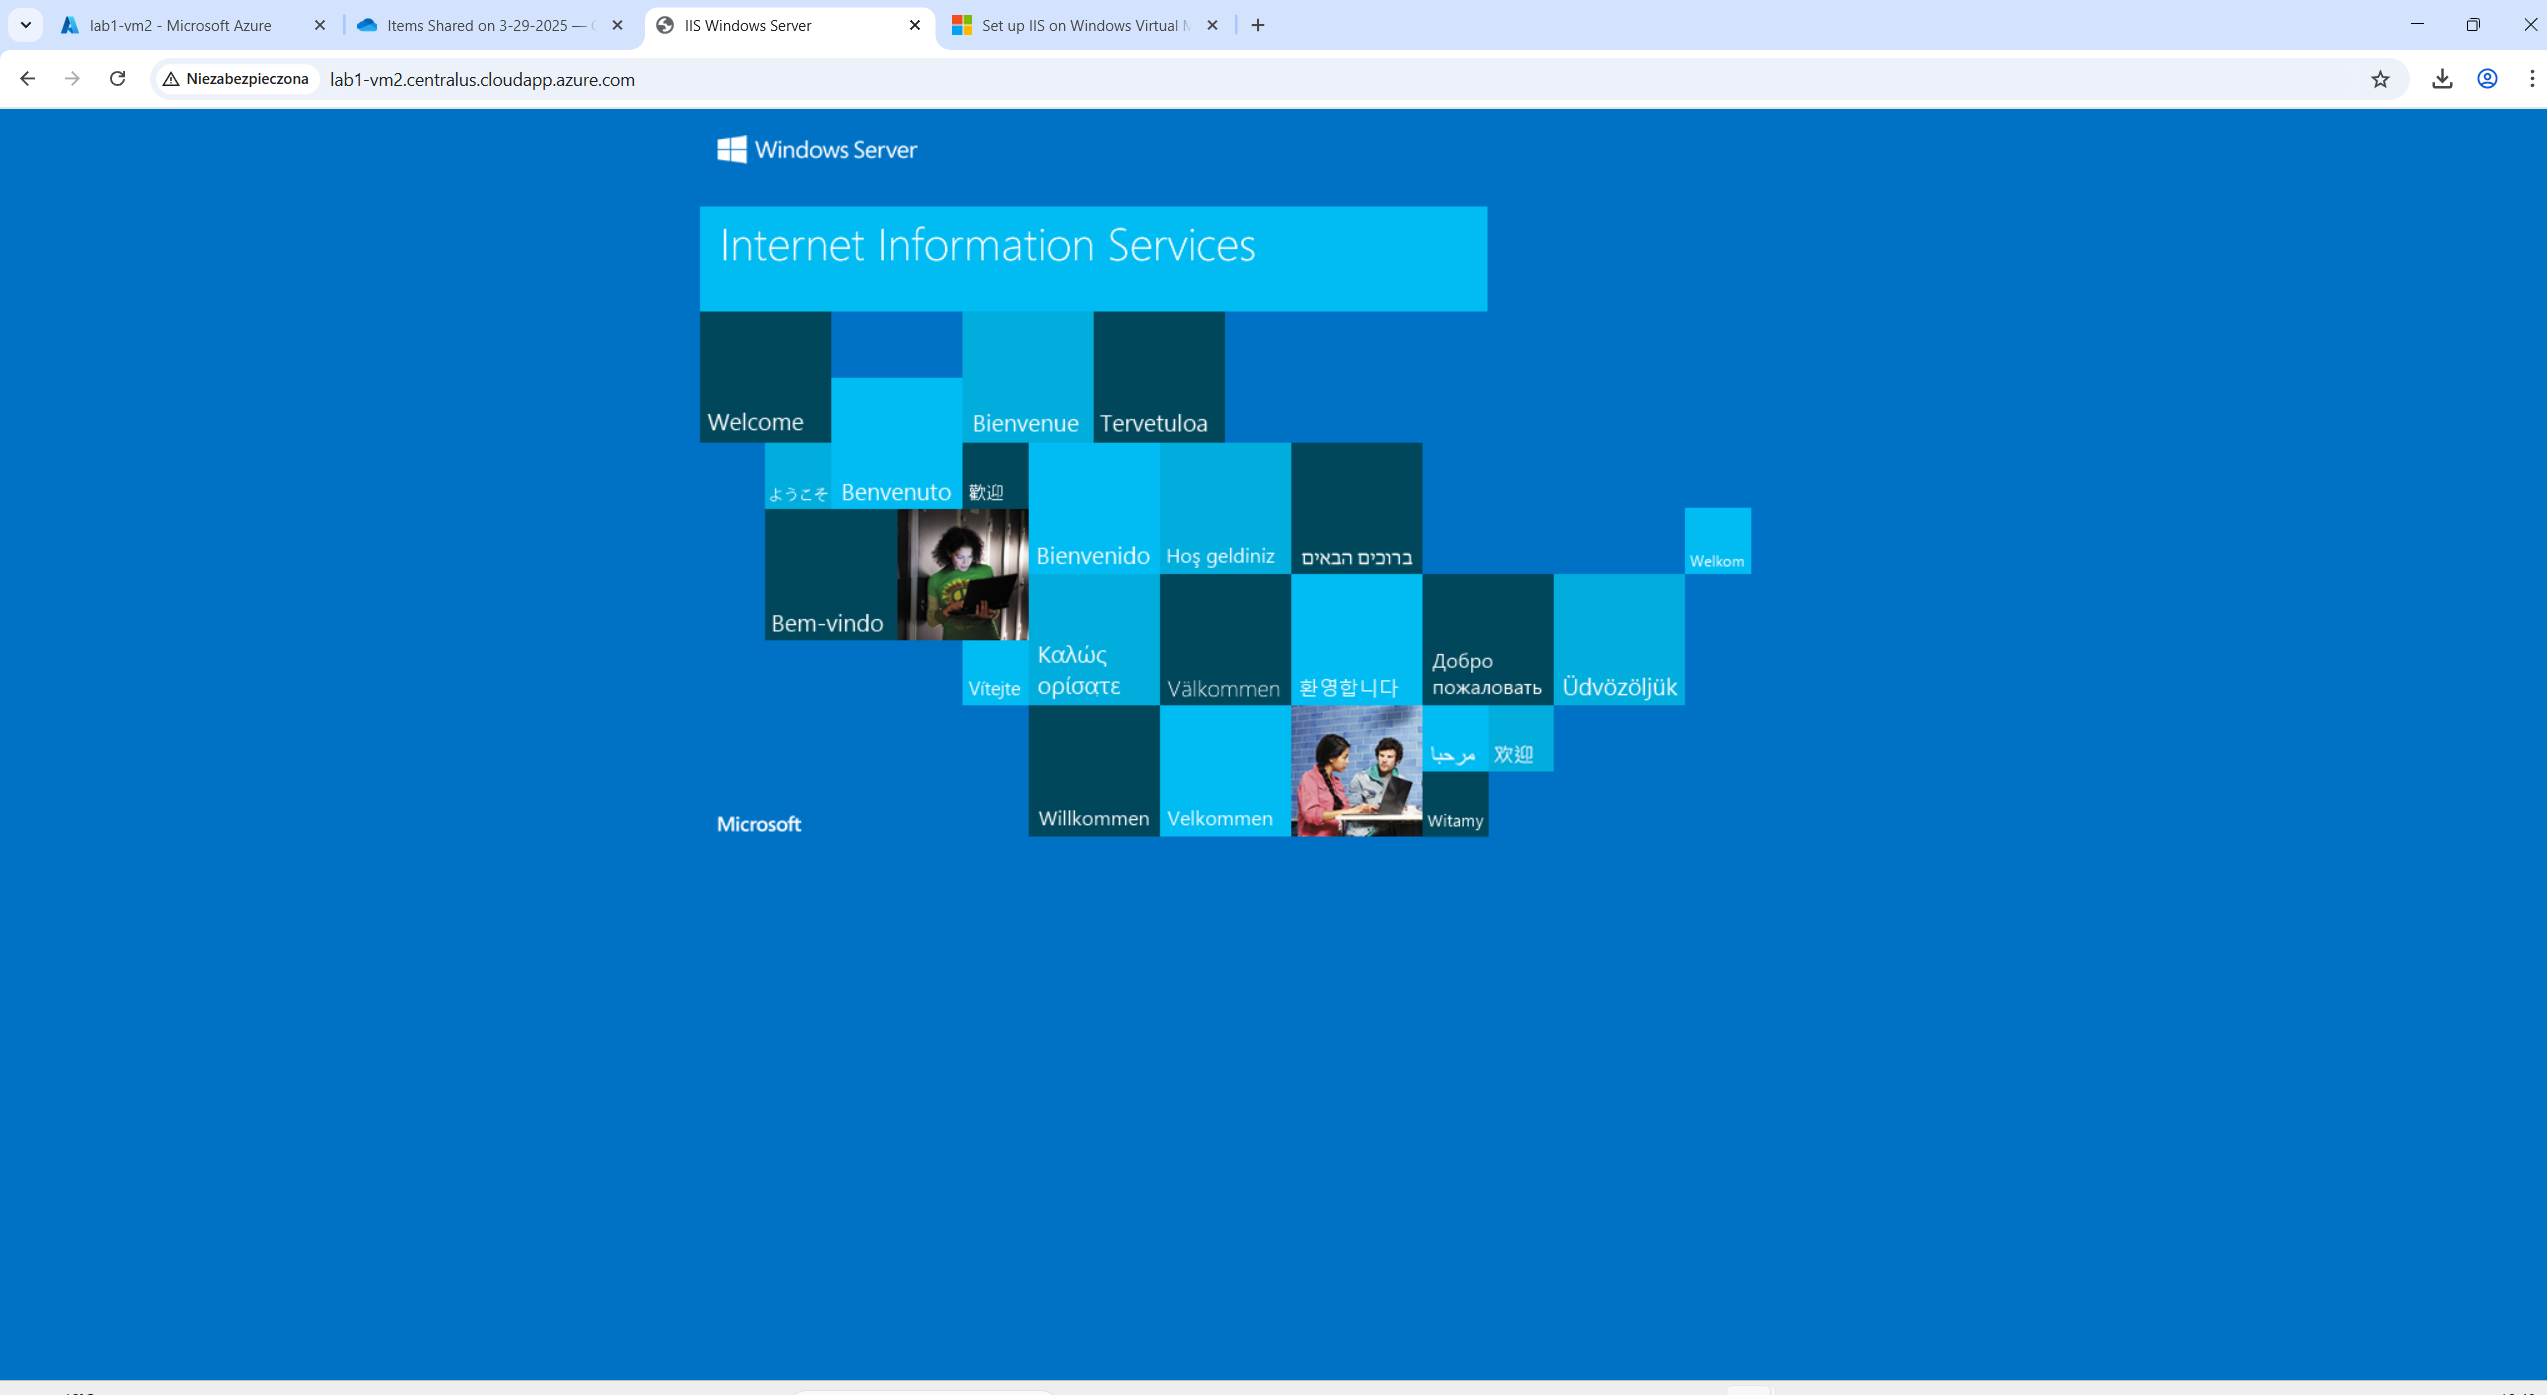 lab1-vm2 - Microsoft Azure
Items Shared on 3-29-2025 —
IIS Windows Server
Set up IIS on Windows Virtual
Niezabezpieczona
lab1-vm2.centralus.cloudapp.azure.com
Windows Server
Internet Information Services
Welcome
Bienvenue
Tervetuloa
ようこそ
Benvenuto
歡迎
Bienvenido
Hoş geldiniz
ברוכים הבאים
Welkom
Bem-vindo
Vítejte
Καλώς
ορίσατε
Välkommen
환영합니다
Добро
пожаловать
Üdvözöljük
Willkommen
Velkommen
مرحبا
欢迎
Witamy
Microsoft